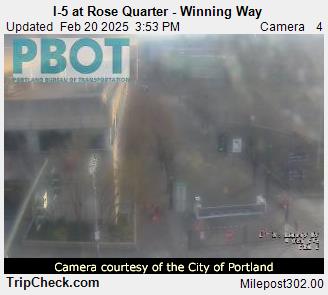 I-5 at Rose Quarter - Winning Way
Updated Feb 20 2025 3:53 PM Camera 4
PBOT
PORTLAND BUREAU OF TRANSPORTATION
Camera courtesy of the City of Portland
TripCheck.com Milepost302.00